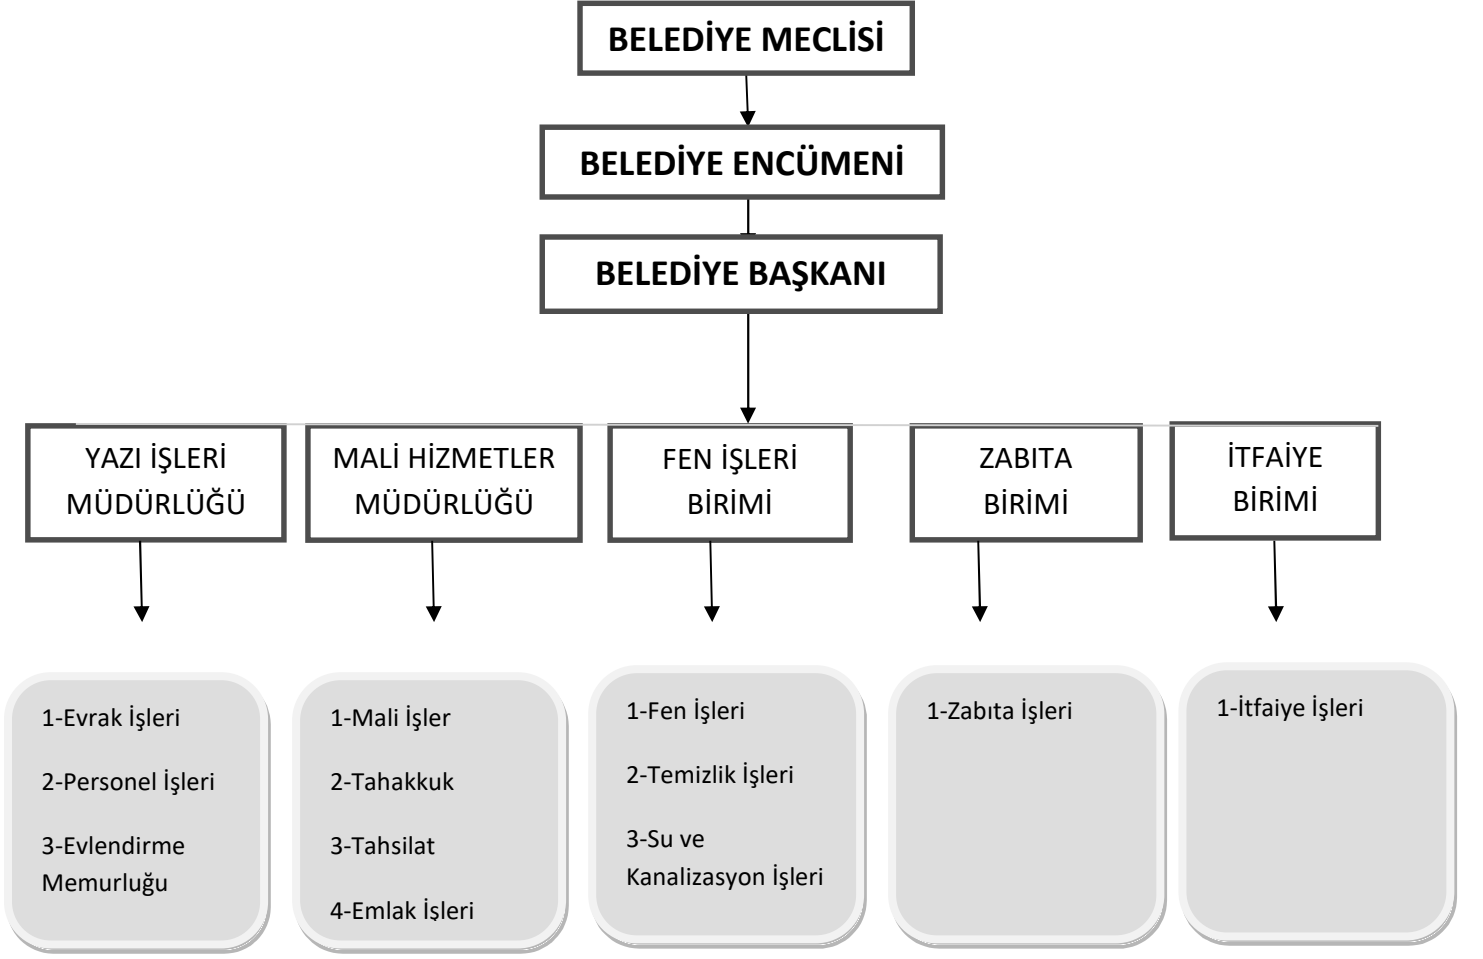 BELEDİYE MECLİSİ
BELEDİYE ENCÜMENİ
BELEDİYE BAŞKANI
YAZI İŞLERİ
MÜDÜRLÜĞÜ
MALİ HİZMETLER
MÜDÜRLÜĞÜ
FEN İŞLERİ
BİRİMİ
ZABITA
BİRİMİ
İTFAİYE
BİRİMİ
1-Evrak İşleri
2-Personel İşleri
3-Evlendirme
Memurluğu
1-Mali İşler
2-Tahakkuk
3-Tahsilat
4-Emlak İşleri
1-Fen İşleri
2-Temizlik İşleri
3-Su ve
Kanalizasyon İşleri
1-Zabıta İşleri
1-İtfaiye İşleri